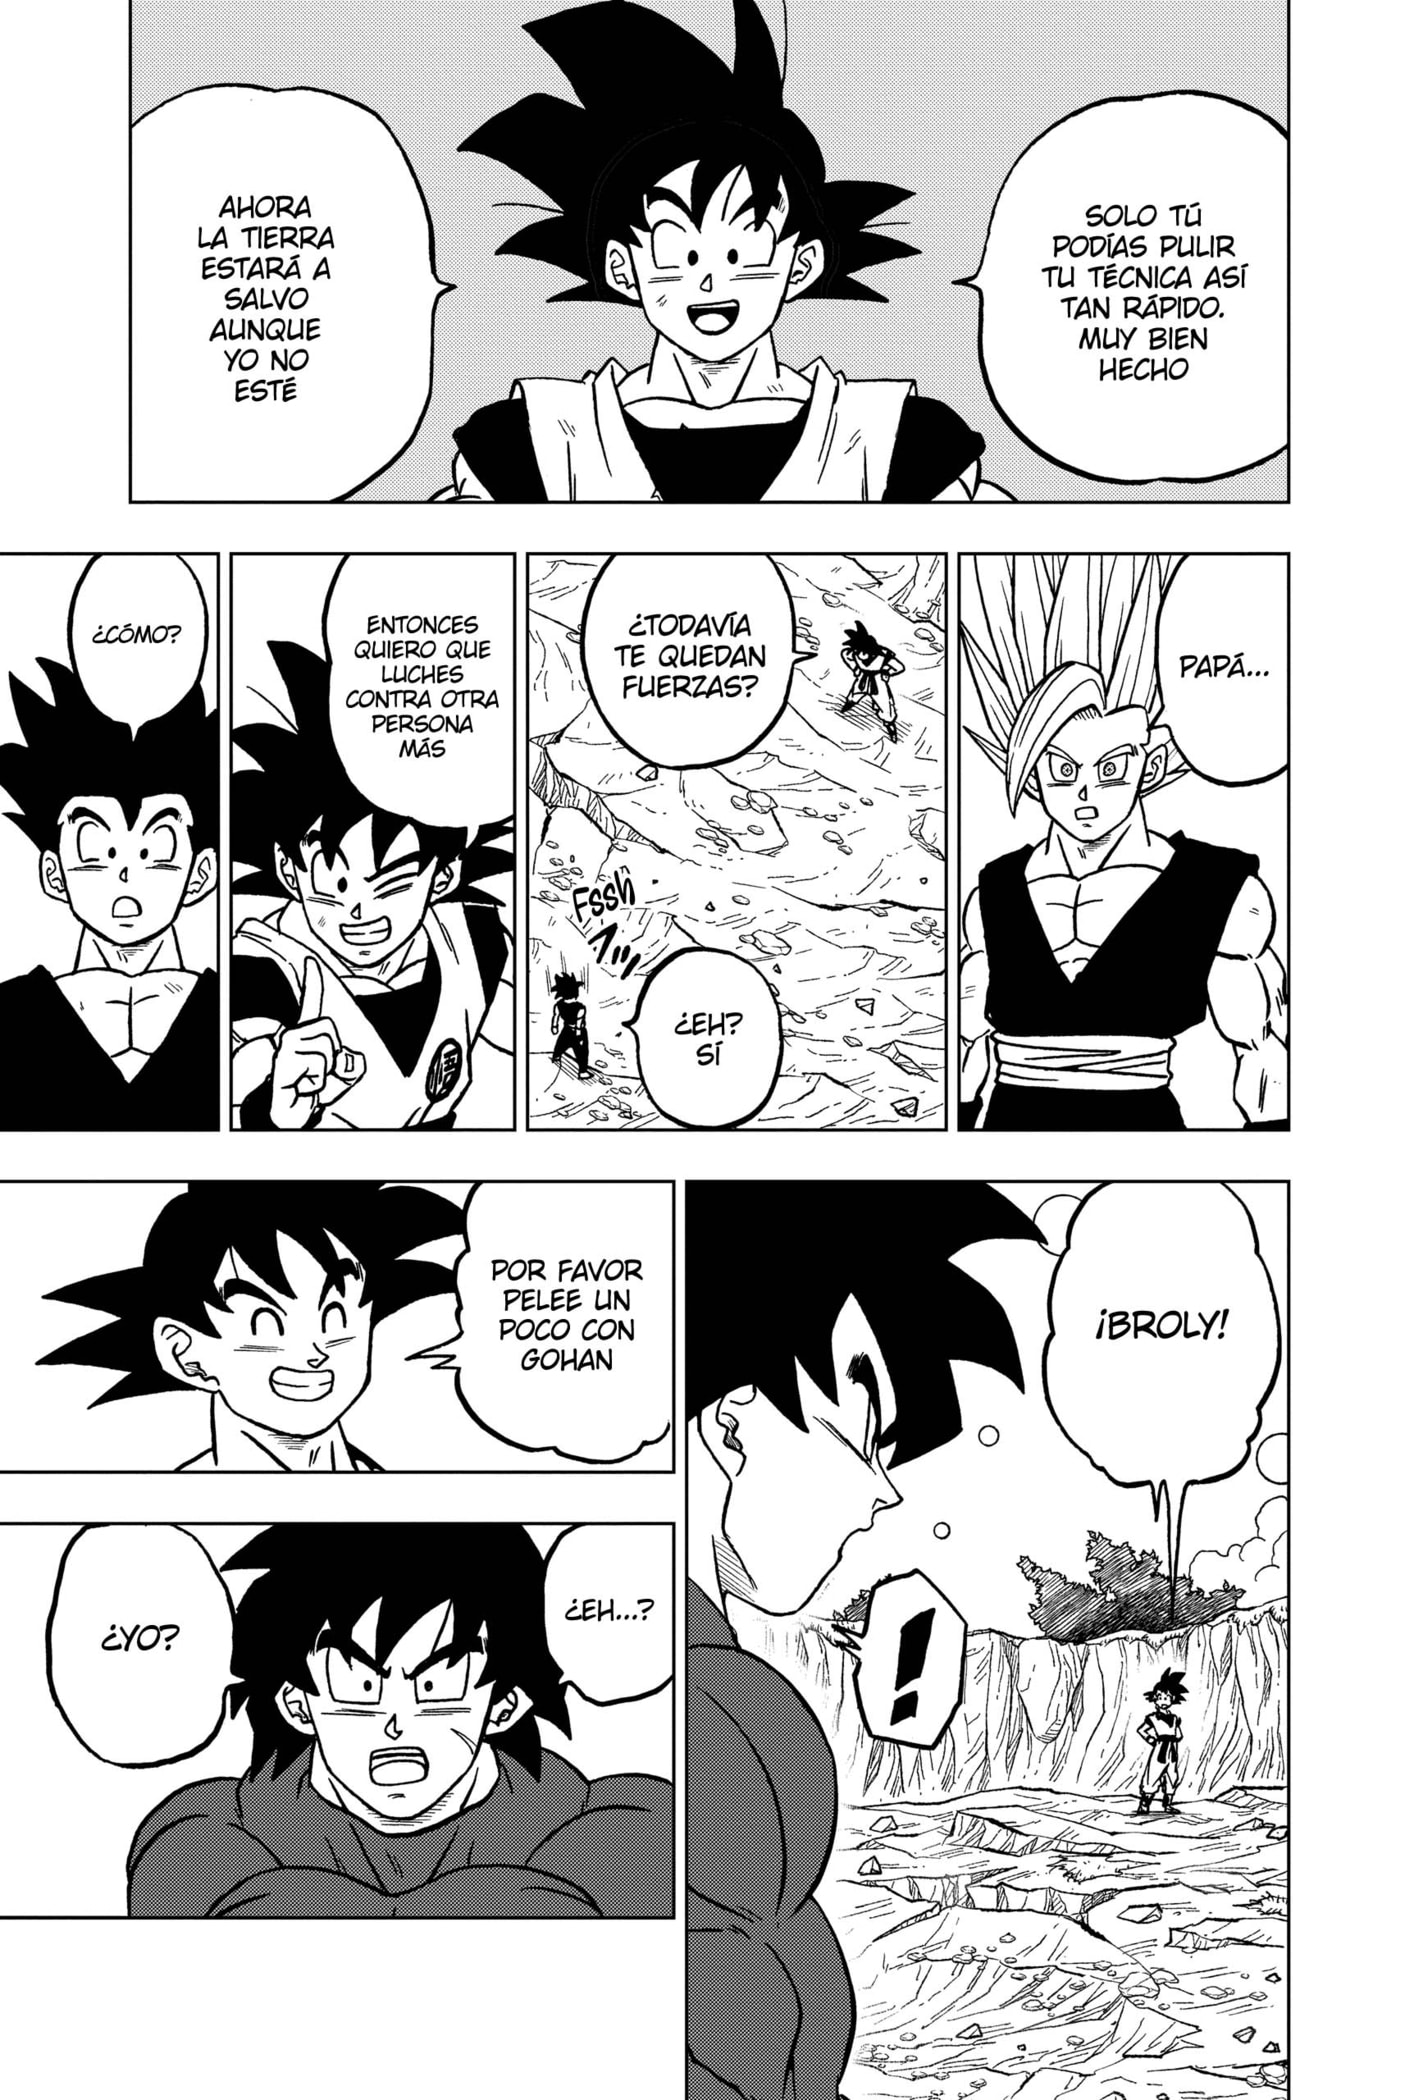 SOLO TÚ
PODÍAS PULIR
TU TÉCNICA ASÍ
TAN RÁPIDO.
MUY BIEN
HECHO
AHORA
LA TIERRA
ESTARÁ A
SALVO
AUNQUE
YO NO
ESTÉ
PAPÁ...
¿TODAVÍA
TE QUEDAN
FUERZAS?
Fssh
¿EH?
SÍ
ENTONCES
QUIERO QUE
LUCHES
CONTRA OTRA
PERSONA
MÁS
¿CÓMO?
¡BROLY!
!
POR FAVOR
PELEE UN
POCO CON
GOHAN
¿EH...?
¿YO?